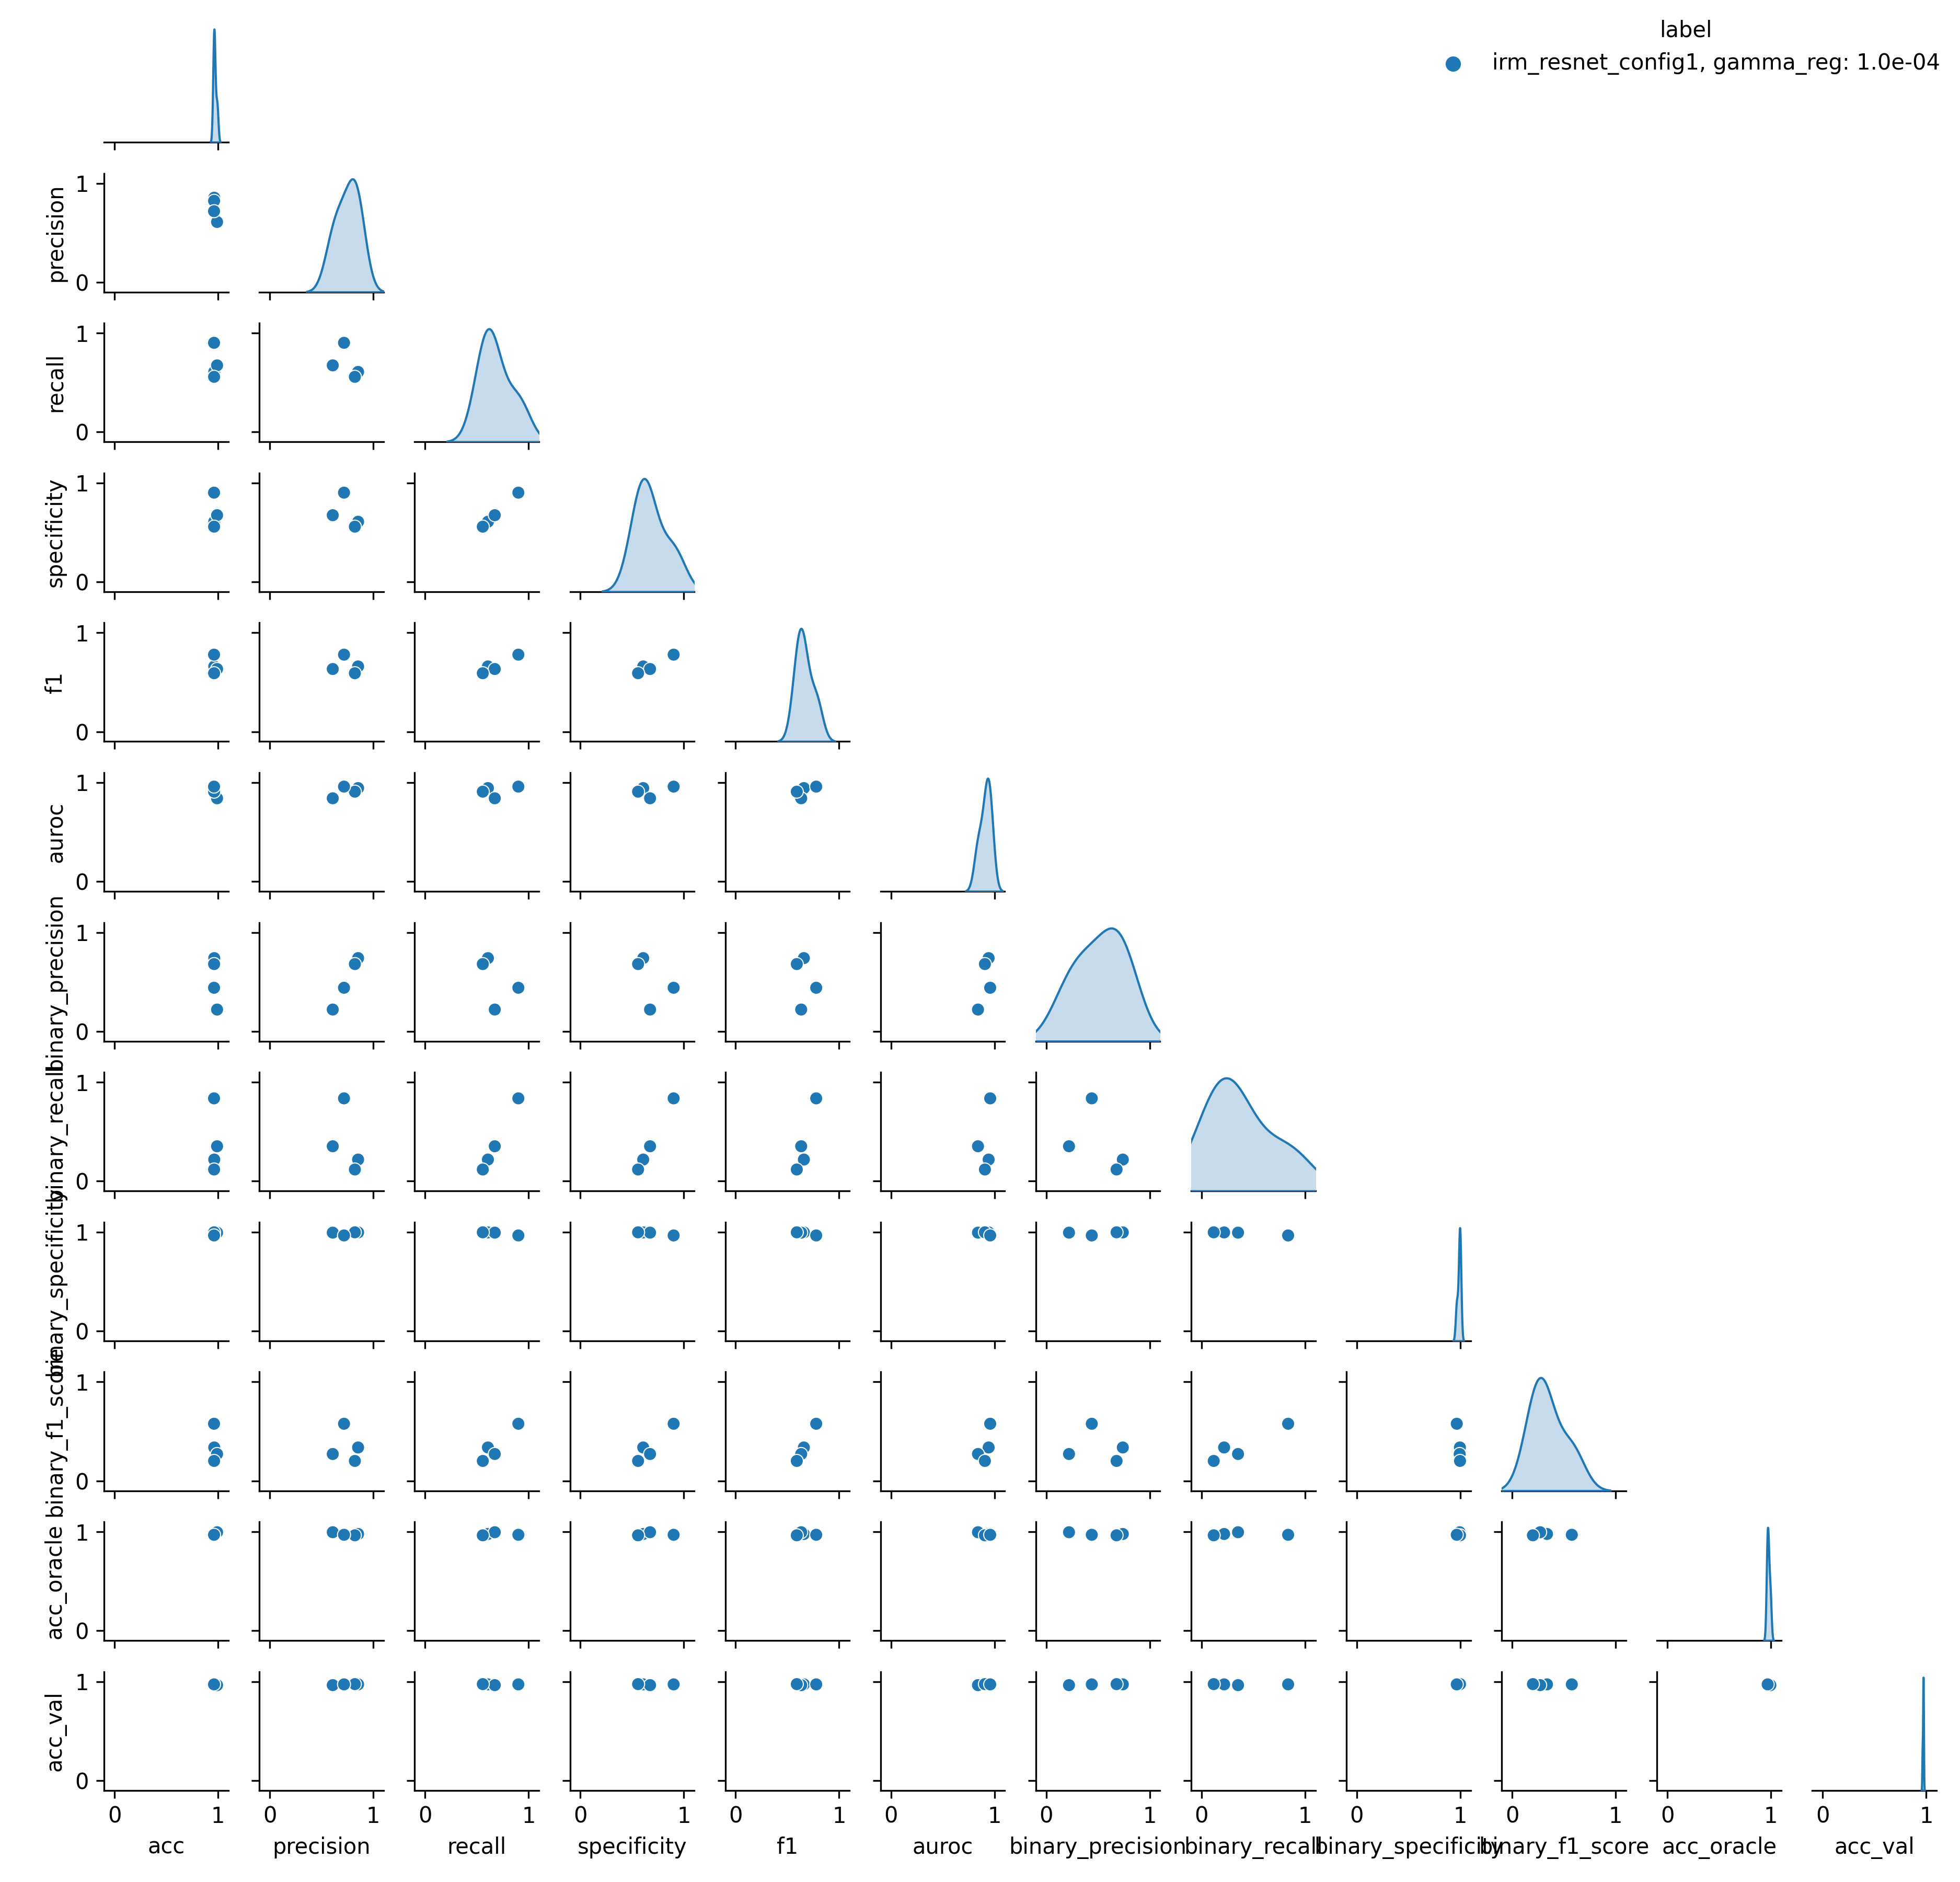 label
irm_resnet_config1, gamma_reg: 1.0e-04
1
precision
0
1
recall
0
1
specificity
0
1
f1
0
1
auroc
0
1
binary_precision
0
1
binary_recall
0
1
binary_specificity
0
1
binary_f1_score
0
1
acc_oracle
0
1
acc_val
0
0 1 0 1 0 1 0 1 0 1 0 1 0 1 0 1 0 1 0 1 0 1 0 1
acc precision recall specificity f1 auroc binary_precision binary_recall binary_specificity binary_f1_score acc_oracle acc_val